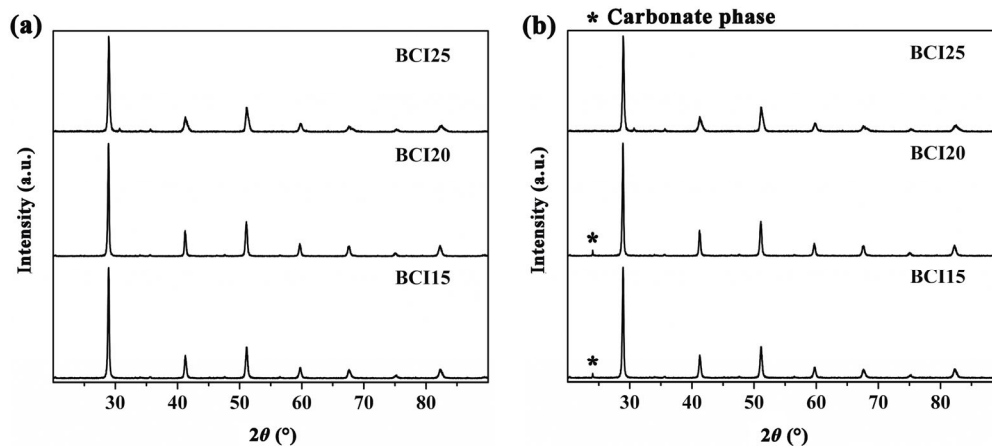 (a)
BCI25
BCI20
BCI15
Intensity (a.u.)
30 40 50 60 70 80
2θ (°)
(b)
* Carbonate phase
BCI25
BCI20
*
BCI15
*
Intensity (a.u.)
30 40 50 60 70 80
2θ (°)